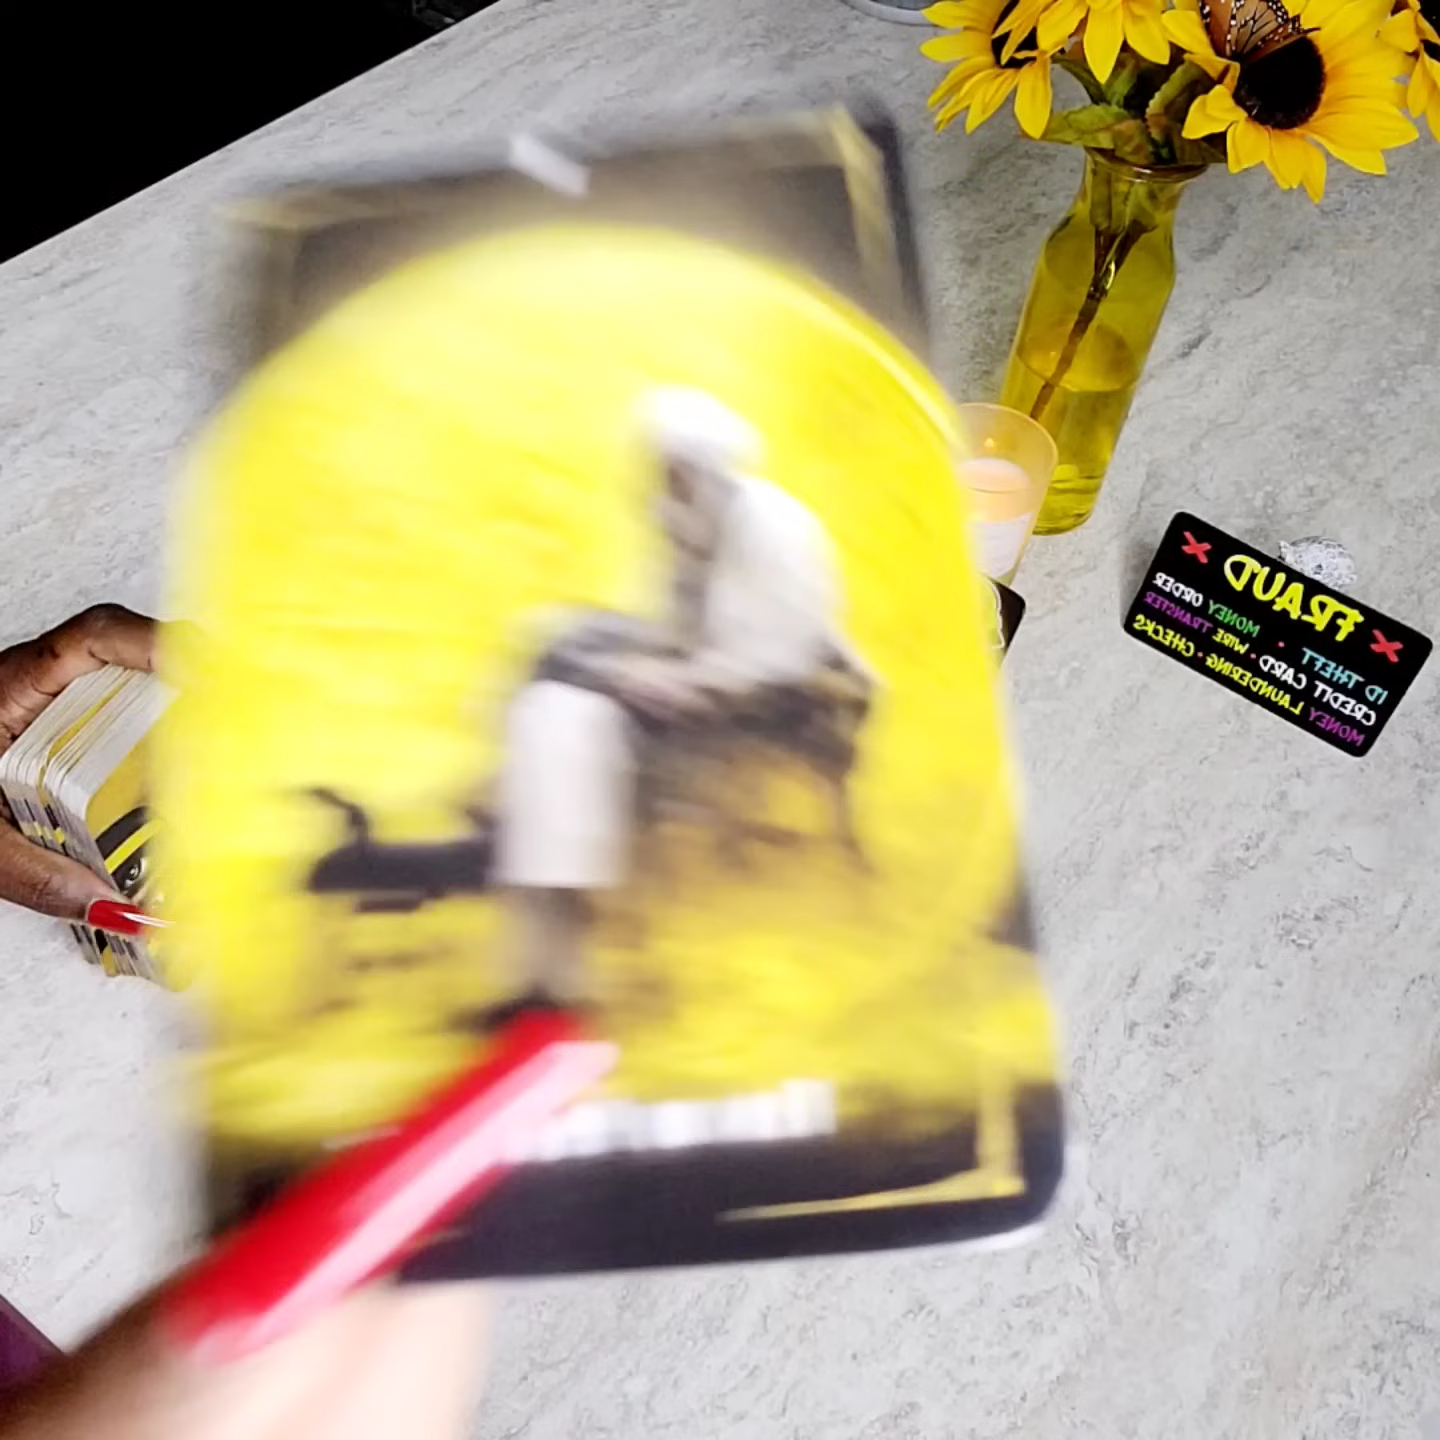 FRAUD
ID THEFT • MONEY ORDER
CREDIT CARD • WIRE TRANSFER
MONEY LAUNDERING • CHECKS